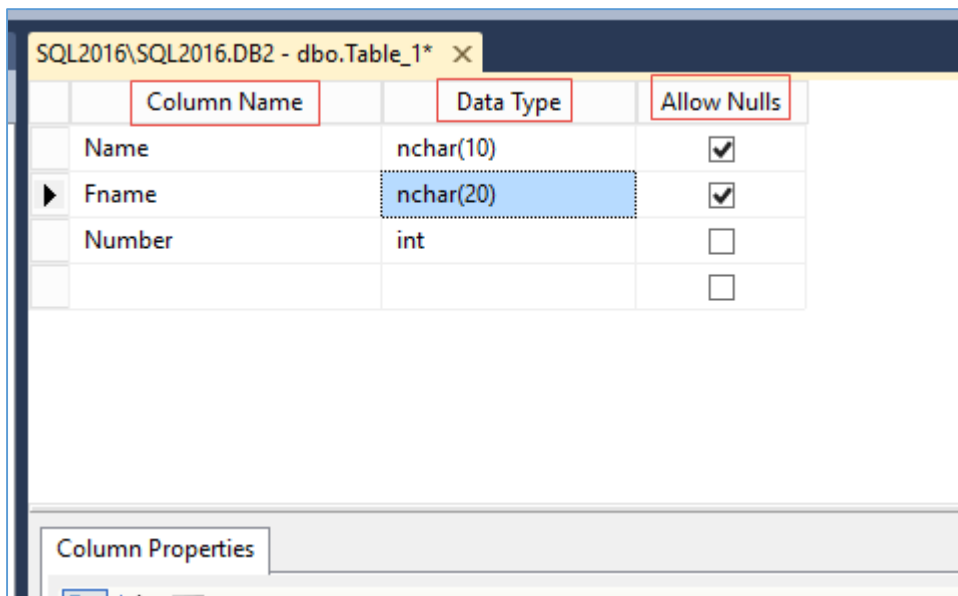 SQL2016\SQL2016.DB2 - dbo.Table_1*
Column Name Data Type Allow Nulls
Name nchar(10)
Fname nchar(20)
Number int
Column Properties